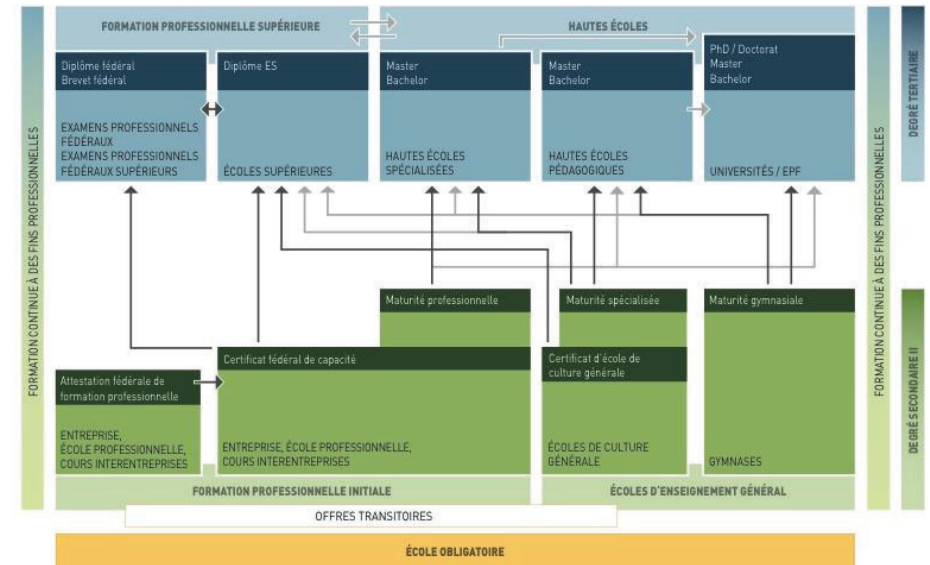 FORMATION PROFESSIONNELLE SUPÉRIEURE
HAUTES ÉCOLES
Diplôme fédéral
Brevet fédéral
EXAMENS PROFESSIONNELS
FÉDÉRAUX
EXAMENS PROFESSIONNELS
FÉDÉRAUX SUPÉRIEURS
Diplôme ES
ÉCOLES SUPÉRIEURES
Master
Bachelor
HAUTES ÉCOLES
SPÉCIALISÉES
Master
Bachelor
HAUTES ÉCOLES
PÉDAGOGIQUES
PhD / Doctorat
Master
Bachelor
UNIVERSITÉS / EPF
DEGRÉ TERTIAIRE
FORMATION CONTINUE À DES FINS PROFESSIONNELLES
FORMATION CONTINUE À DES FINS PROFESSIONNELLES
Maturité professionnelle
Maturité spécialisée
Maturité gymnasiale
Certificat fédéral de capacité
Certificat d'école de
culture générale
Attestation fédérale de
formation professionnelle
ENTREPRISE,
ÉCOLE PROFESSIONNELLE,
COURS INTERENTREPRISES
ENTREPRISE, ÉCOLE PROFESSIONNELLE,
COURS INTERENTREPRISES
ÉCOLES DE CULTURE
GÉNÉRALE
GYMNASES
DEGRÉ SECONDAIRE II
FORMATION PROFESSIONNELLE INITIALE
ÉCOLES D'ENSEIGNEMENT GÉNÉRAL
OFFRES TRANSITOIRES
ÉCOLE OBLIGATOIRE